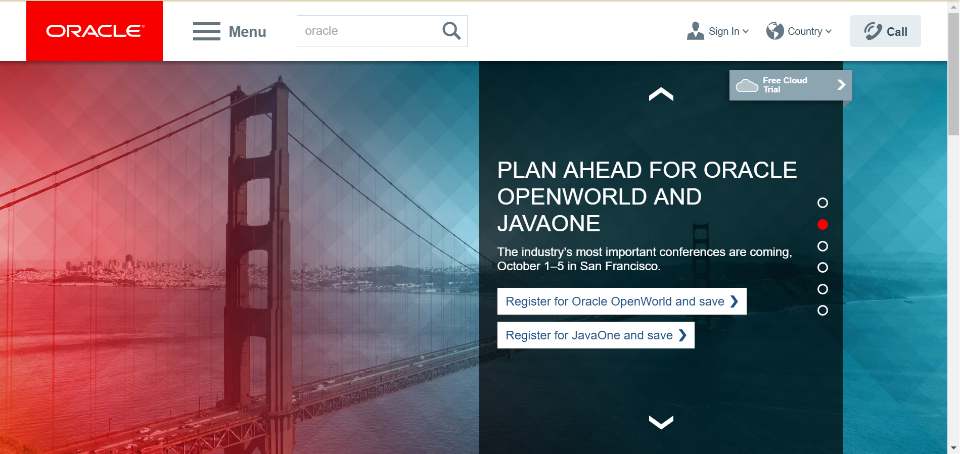 ORACLE
Menu
oracle
Sign In
Country
Call
Free Cloud
Trial
PLAN AHEAD FOR ORACLE
OPENWORLD AND
JAVAONE
The industry's most important conferences are coming,
October 1–5 in San Francisco.
Register for Oracle OpenWorld and save
Register for JavaOne and save